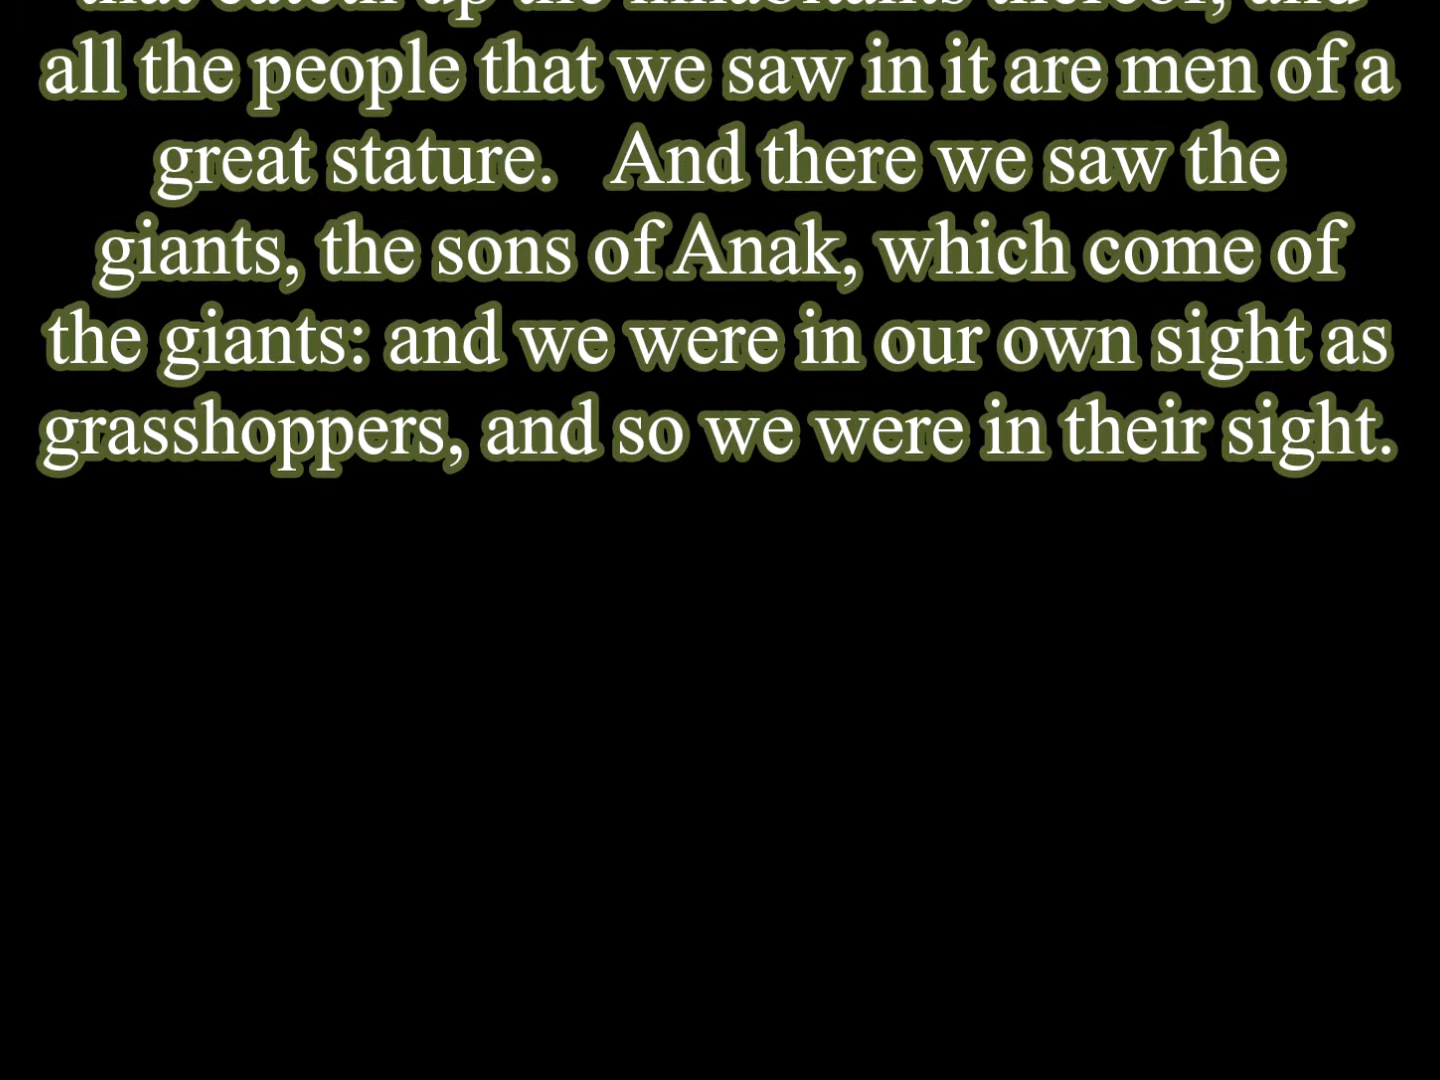 that eateth up the inhabitants thereof; and
all the people that we saw in it are men of a
great stature. And there we saw the
giants, the sons of Anak, which come of
the giants: and we were in our own sight as
grasshoppers, and so we were in their sight.